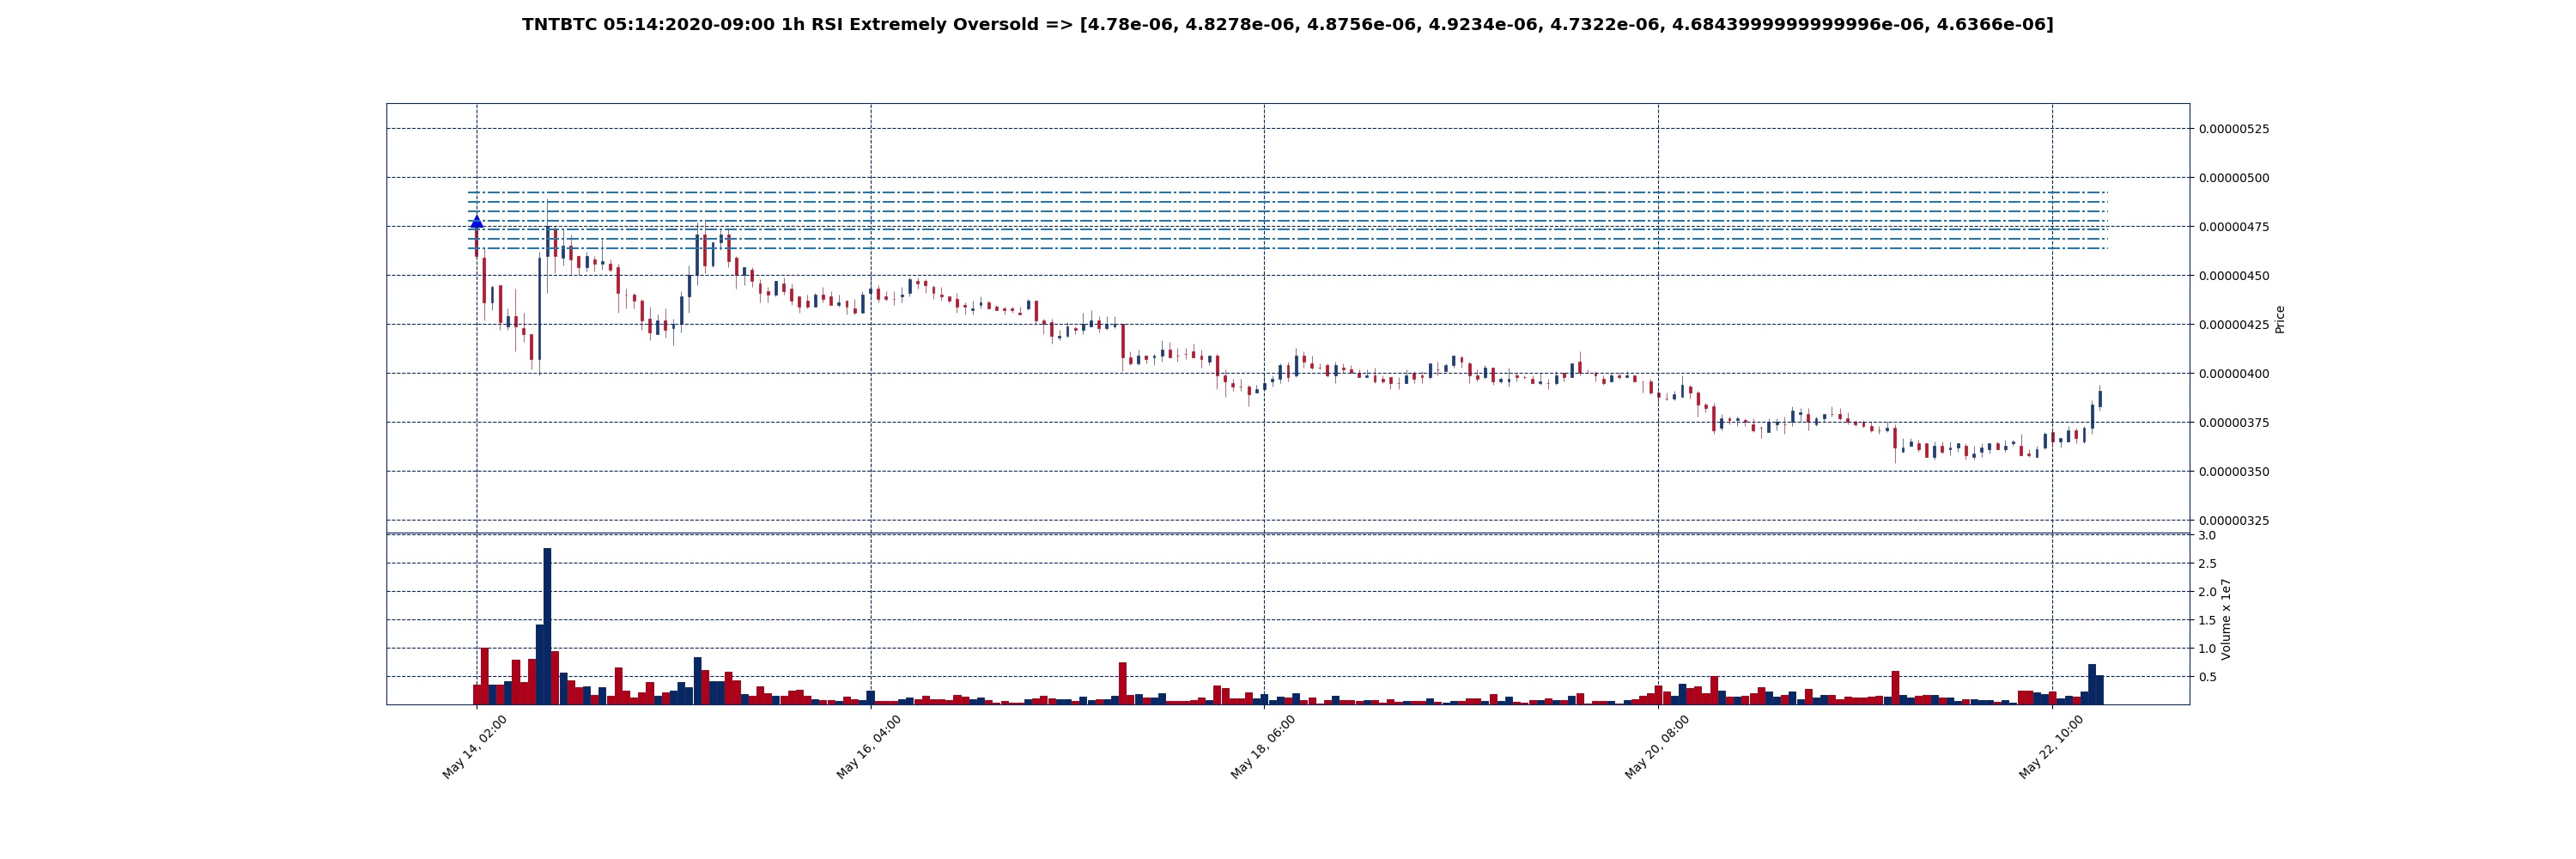 TNTBTC 05:14:2020-09:00 1h RSI Extremely Oversold => [4.78e-06, 4.8278e-06, 4.8756e-06, 4.9234e-06, 4.7322e-06, 4.6843999999999996e-06, 4.6366e-06]
0.00000525
0.00000500
0.00000475
0.00000450
0.00000425
0.00000400
0.00000375
0.00000350
0.00000325
Price
3.0
2.5
2.0
1.5
1.0
0.5
Volume x 1e7
May 14, 02:00
May 16, 04:00
May 18, 06:00
May 20, 08:00
May 22, 10:00